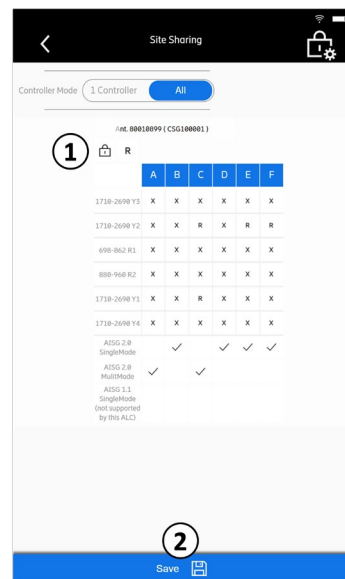 Site Sharing
Controller Mode 1 Controller All
Ant. 80010899 ( CSG100001 )
1 R
A B C D E F
1710-2690 Y3 X X X X X X
1710-2690 Y2 X X R X R R
698-862 R1 X X X X X X
880-960 R2 X X X X X X
1710-2690 Y1 X X R X X X
1710-2690 Y4 X X X X X X
AISG 2.0
SingleMode
AISG 2.0
MulitMode
AISG 1.1
SingleMode
(not supported
by this ALC)
2
Save